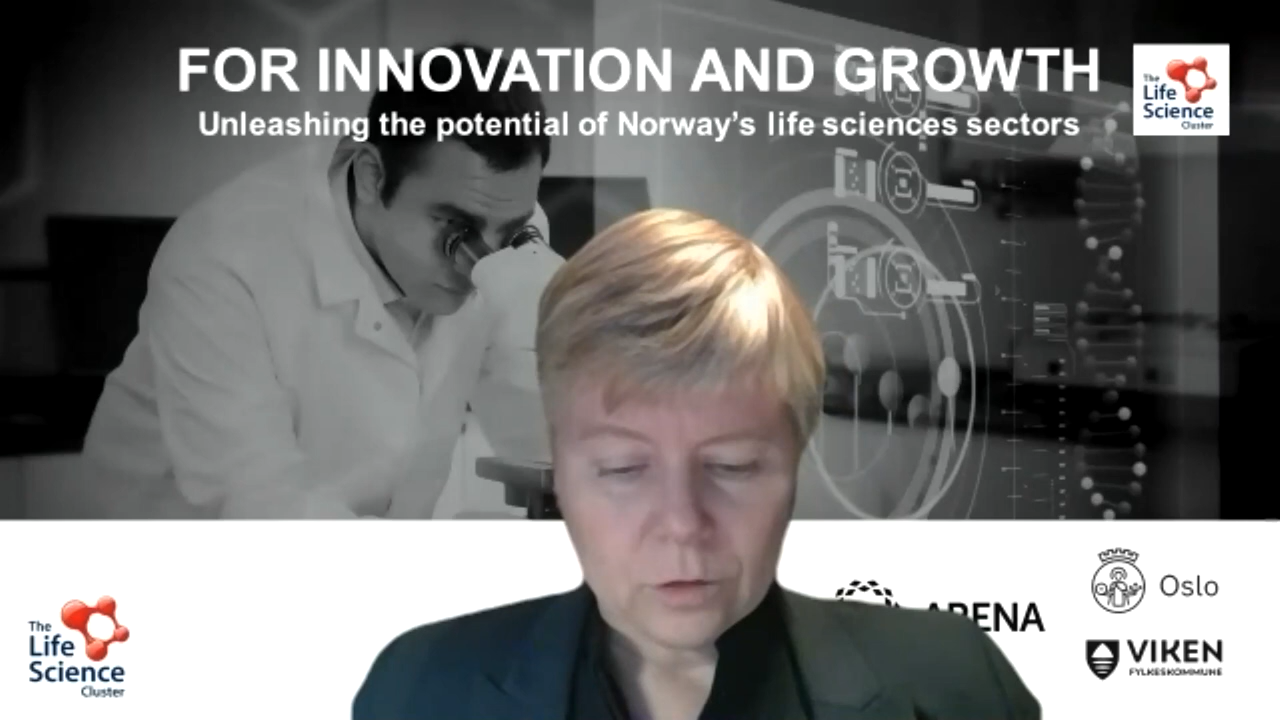 FOR INNOVATION AND GROWTH
Unleashing the potential of Norway's life sciences sectors
The
Life
Science
Cluster
The
Life
Science
Cluster
ARENA
Oslo
VIKEN
FYLKESKOMMUNE